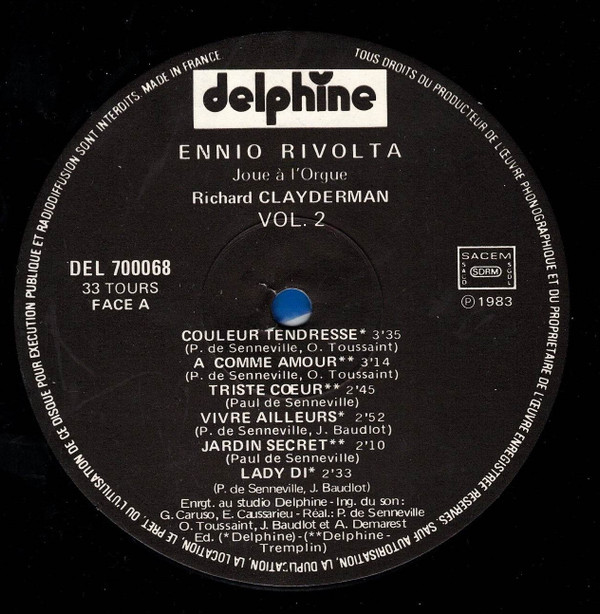 TOUS DROITS DU PRODUCTEUR DE L'ŒUVRE PHONOGRAPHIQUE ET DU PROPRIETAIRE DE L'ŒUVRE ENREGISTREE RESERVES. SAUF AUTORISATION, LA DUPLICATION, LA LOCATION, LE PRET, OU L'UTILISATION DE CE DISQUE POUR EXECUTION PUBLIQUE ET RADIODIFFUSION SONT INTERDITS. MADE IN FRANCE
delphine
ENNIO RIVOLTA
Joue à l'Orgue
Richard CLAYDERMAN
VOL. 2
DEL 700068
33 TOURS
FACE A
SACEM
SACD
SDRM
SGDL
℗ 1983
COULEUR TENDRESSE* 3'35
(P. de Senneville, O. Toussaint)
A COMME AMOUR** 3'14
(P. de Senneville, O. Toussaint)
TRISTE CŒUR** 2'45
(Paul de Senneville)
VIVRE AILLEURS* 2'52
(P. de Senneville, J. Baudlot)
JARDIN SECRET** 2'10
(Paul de Senneville)
LADY DI* 2'33
(P. de Senneville, J. Baudlot)
Enrgt. au studio Delphine - Ing. du son:
G. Caruso, E. Caussarieu - Réal.: P. de Senneville
O. Toussaint, J. Baudlot et A. Demarest
Ed. (*Delphine)-(**Delphine-
Tremplin)